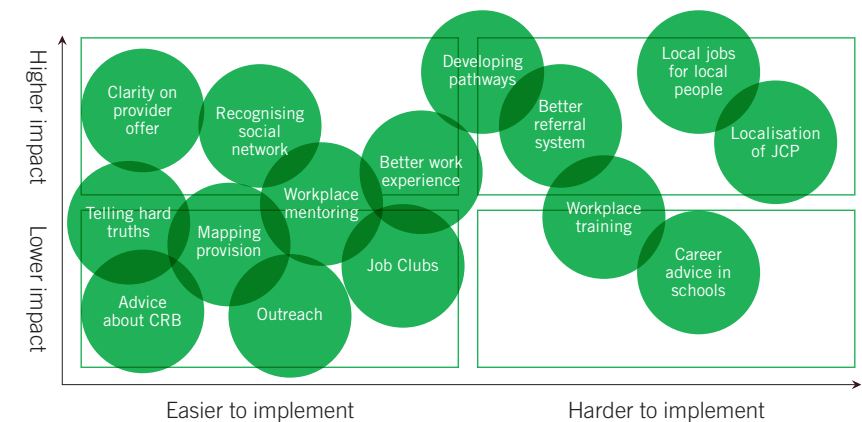 Higher impact
Lower impact
Clarity on
provider
offer
Recognising
social
network
Developing
pathways
Better
referral
system
Local jobs
for local
people
Localisation
of JCP
Better work
experience
Workplace
mentoring
Telling hard
truths
Mapping
provision
Workplace
training
Job Clubs
Career
advice in
schools
Advice
about CRB
Outreach
Easier to implement
Harder to implement